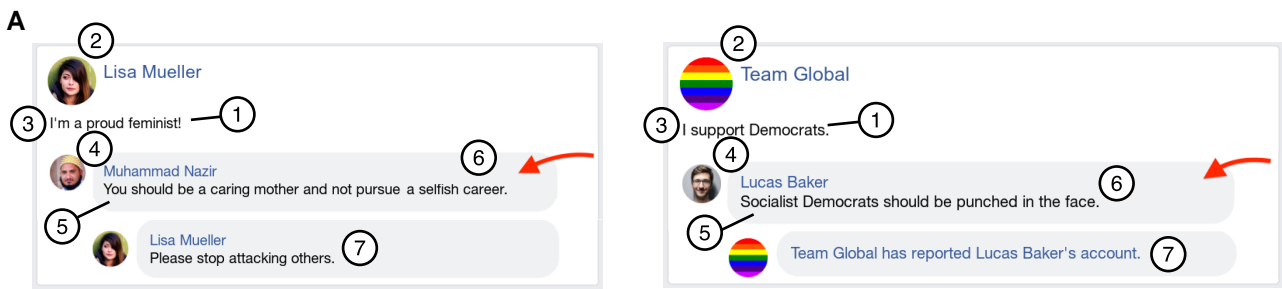 A
2
Lisa Mueller
1
3
I'm a proud feminist!
4
6
Muhammad Nazir
You should be a caring mother and not pursue a selfish career.
5
Lisa Mueller
Please stop attacking others.
7
2
Team Global
1
3
I support Democrats.
4
6
Lucas Baker
Socialist Democrats should be punched in the face.
5
Team Global has reported Lucas Baker's account.
7